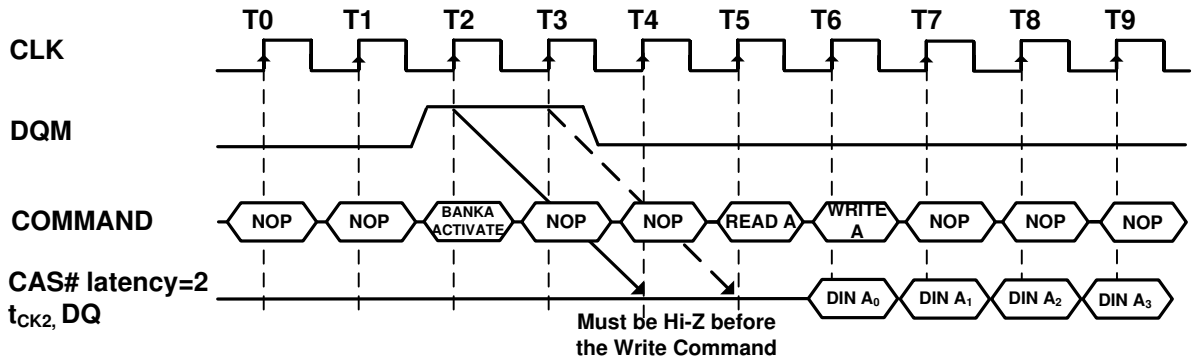 T0 T1 T2 T3 T4 T5 T6 T7 T8 T9
CLK
DQM
COMMAND NOP NOP BANKA ACTIVATE NOP NOP READ A WRITE A NOP NOP NOP
CAS# latency=2
tCK2, DQ DIN A0 DIN A1 DIN A2 DIN A3
Must be Hi-Z before
the Write Command